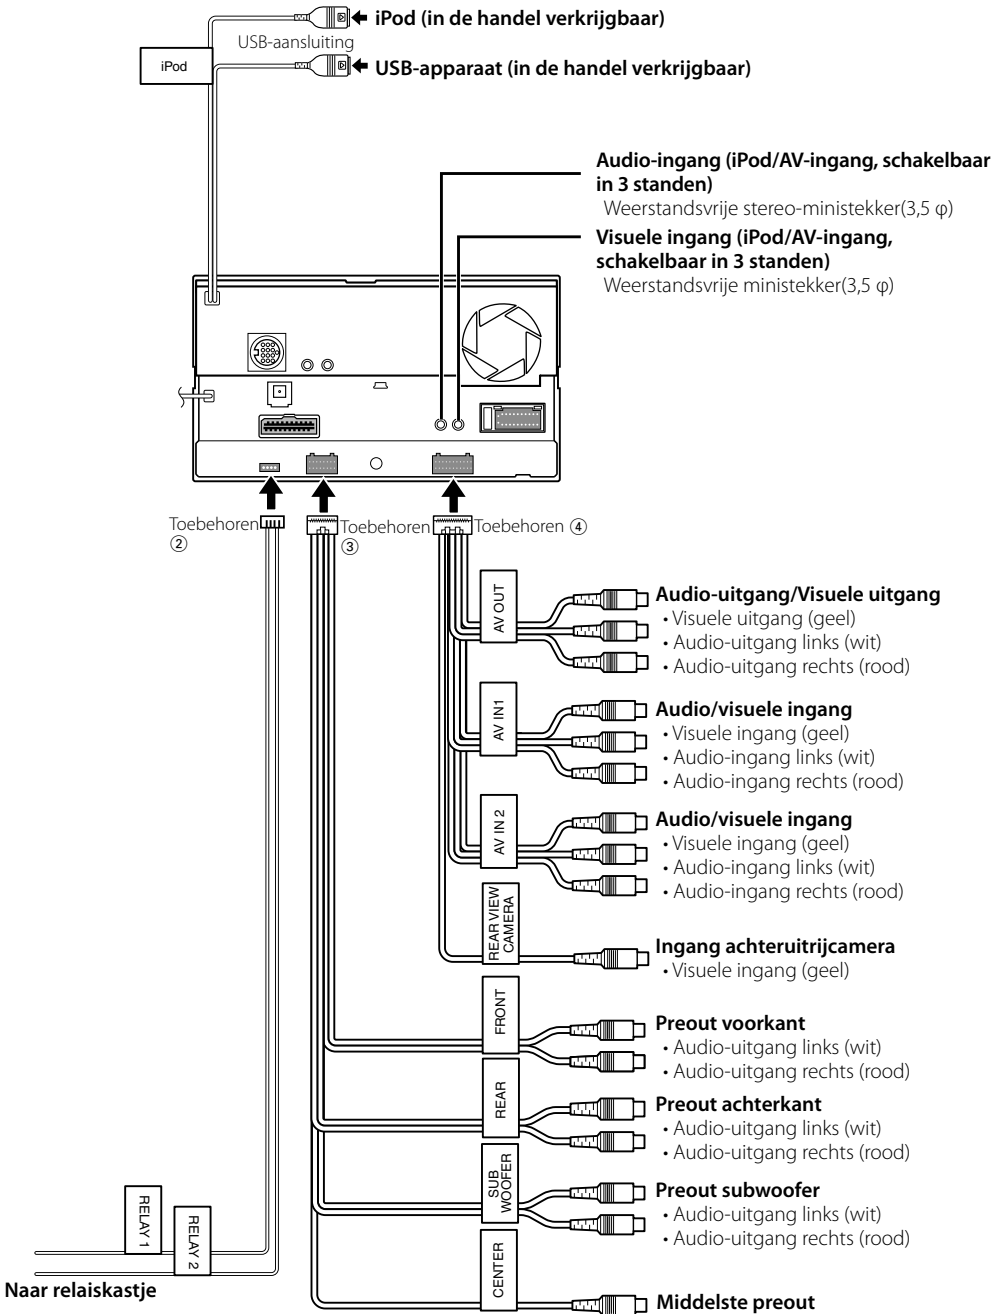 iPod (in de handel verkrijgbaar)
USB-aansluiting
iPod
USB-apparaat (in de handel verkrijgbaar)
Audio-ingang (iPod/AV-ingang, schakelbaar
in 3 standen)
Weerstandsvrije stereo-ministekker(3,5 φ)
Visuele ingang (iPod/AV-ingang,
schakelbaar in 3 standen)
Weerstandsvrije ministekker(3,5 φ)
Toebehoren
②
Toebehoren
③
Toebehoren ④
AV OUT
Audio-uitgang/Visuele uitgang
• Visuele uitgang (geel)
• Audio-uitgang links (wit)
• Audio-uitgang rechts (rood)
AV IN1
Audio/visuele ingang
• Visuele ingang (geel)
• Audio-ingang links (wit)
• Audio-ingang rechts (rood)
AV IN 2
Audio/visuele ingang
• Visuele ingang (geel)
• Audio-ingang links (wit)
• Audio-ingang rechts (rood)
REAR VIEW
CAMERA
Ingang achteruitrijcamera
• Visuele ingang (geel)
FRONT
Preout voorkant
• Audio-uitgang links (wit)
• Audio-uitgang rechts (rood)
REAR
Preout achterkant
• Audio-uitgang links (wit)
• Audio-uitgang rechts (rood)
SUB
WOOFER
Preout subwoofer
• Audio-uitgang links (wit)
• Audio-uitgang rechts (rood)
RELAY 1
RELAY 2
Naar relaiskastje
CENTER
Middelste preout